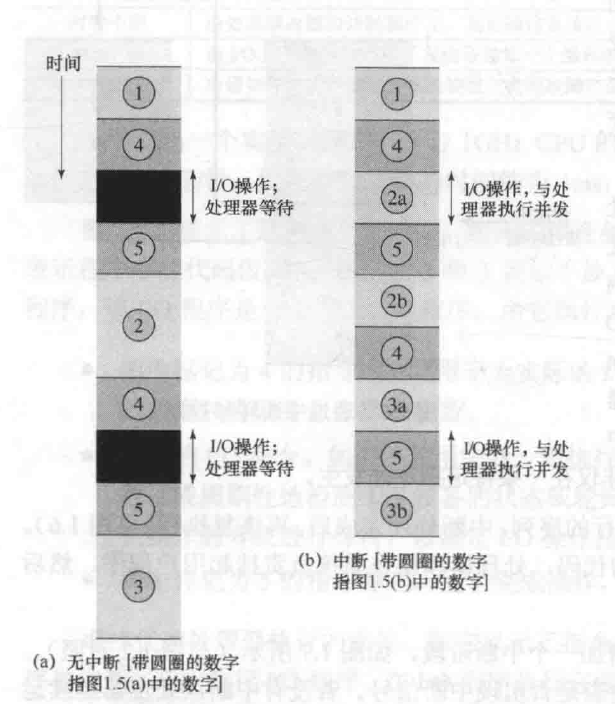 时间
1
4
I/O操作;
处理器等待
5
2
4
I/O操作;
处理器等待
5
3
(a) 无中断 [带圆圈的数字
指图1.5(a)中的数字]
1
4
2a
I/O操作, 与处
理器执行并发
5
2b
4
3a
5
I/O操作, 与处
理器执行并发
3b
(b) 中断 [带圆圈的数字
指图1.5(b)中的数字]